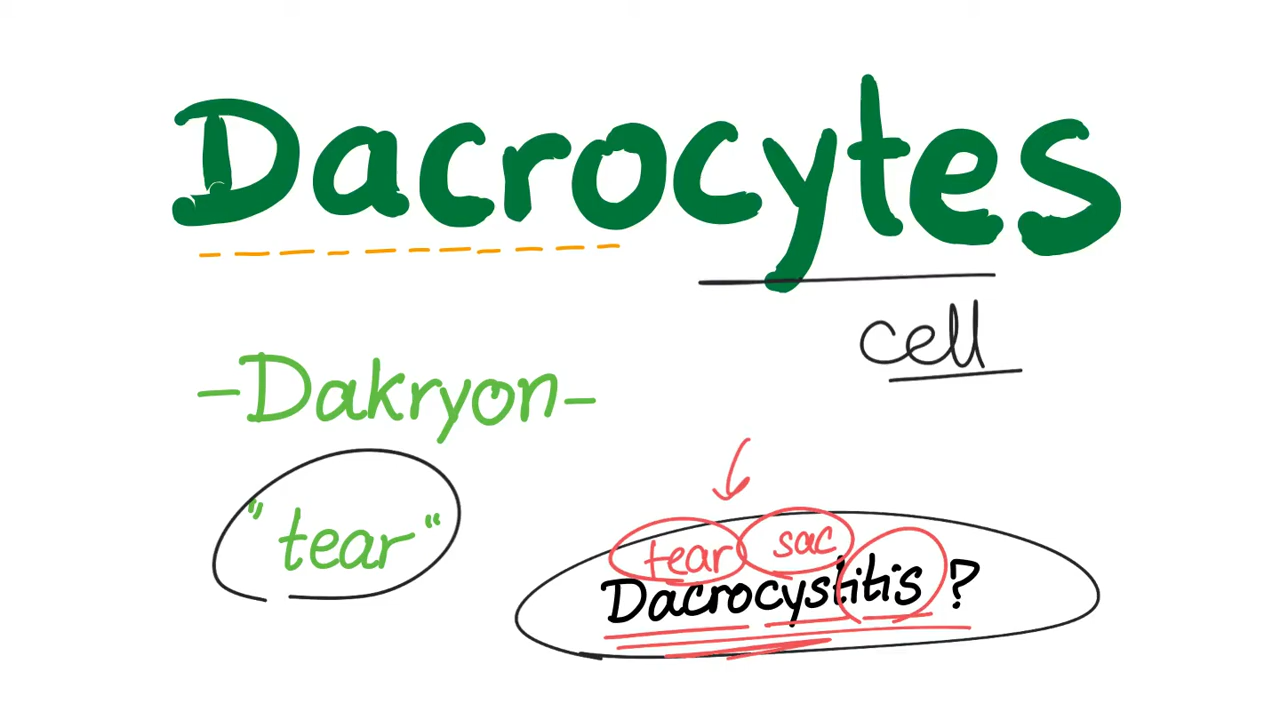 Dacrocytes
cell
-Dakryon-
"tear"
tear sac
Dacrocystitis?